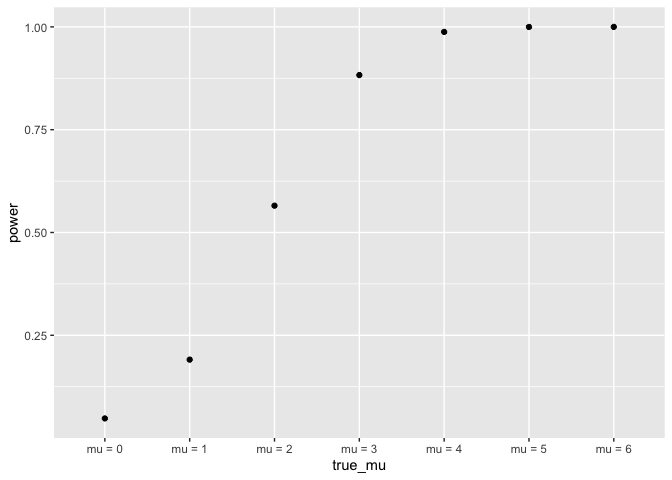 1.00
0.75
0.50
0.25
power
mu = 0 mu = 1 mu = 2 mu = 3 mu = 4 mu = 5 mu = 6
true_mu